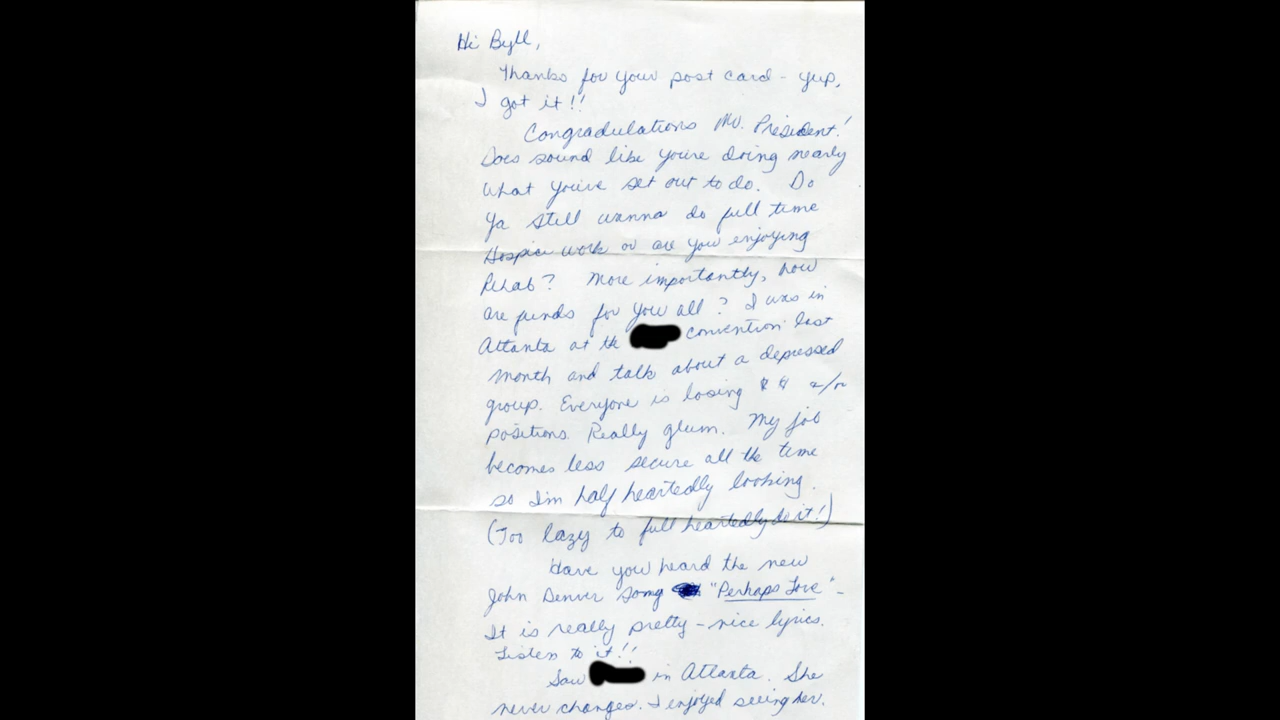 Hi Byll,
Thanks for your post card - yup,
I got it!!
Congradulations Mr. President!
Does sound like you're doing nearly
what you've set out to do. Do
ya still wanna do full time
Hospice work or are you enjoying
Rehab? More importantly, how
are funds for you all? I was in
Atlanta at the convention last
month and talk about a depressed
group. Everyone is losing $ $ &/or
positions. Really glum. My job
becomes less secure all the time
so I'm half heartedly looking.
(Too lazy to full heartedly do it!)
Have you heard the new
John Denver song "Perhaps Love" -
It is really pretty - nice lyrics.
Listen to it!!
Saw in Atlanta. She
never changes. I enjoyed seeing her.